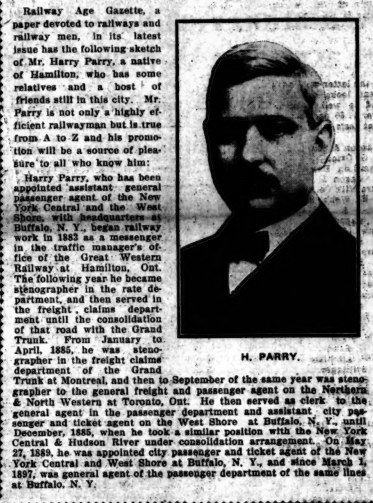 Railway Age Gazette, a
paper devoted to railways and
railway men, in its latest
issue has the following sketch
of Mr. Harry Parry, a native
of Hamilton, who has some
relatives and a host of
friends still in this city. Mr.
Parry is not only a highly ef-
ficient railwayman but is true
from A to Z and his promo-
tion will be a source of plea-
sure to all who know him:
Harry Parry, who has been
appointed assistant general
passenger agent of the New
York Central and the West
Shore, with headquarters at
Buffalo, N. Y., began railway
work in 1883 as a messenger
in the traffic manager's of-
fice of the Great Western
Railway at Hamilton, Ont.
The following year he became
stenographer in the rate de-
partment, and then served in
the freight claims depart-
ment until the consolidation
of that road with the Grand
Trunk. From January to
April, 1885, he was steno-
grapher in the freight claims
department of the Grand
Trunk at Montreal, and then to September of the same year was steno-
grapher to the general freight and passenger agent on the Northern
& North Western at Toronto, Ont. He then served as clerk to the
general agent in the passenger department and assistant city pas-
senger and ticket agent on the West Shore at Buffalo, N. Y., until
December, 1885, when he took a similar position with the New York
Central & Hudson River under consolidation arrangement. On May
27, 1889, he was appointed city passenger and ticket agent of the New
York Central and West Shore at Buffalo, N. Y., and since March 1,
1897, was general agent of the passenger department of the same lines
at Buffalo, N. Y.
H. PARRY.